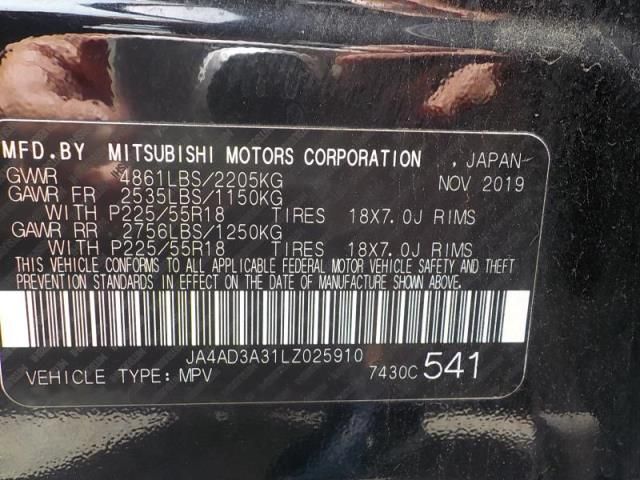 MFD.BY MITSUBISHI MOTORS CORPORATION , JAPAN
GVWR 4861LBS/2205KG NOV 2019
GAWR FR 2535LBS/1150KG
WITH P225/55R18 TIRES 18X7.0J RIMS
GAWR RR 2756LBS/1250KG
WITH P225/55R18 TIRES 18X7.0J RIMS
THIS VEHICLE CONFORMS TO ALL APPLICABLE FEDERAL MOTOR VEHICLE SAFETY AND THEFT
PREVENTION STANDARDS IN EFFECT ON THE DATE OF MANUFACTURE SHOWN ABOVE.
JA4AD3A31LZ025910
VEHICLE TYPE: MPV 7430C 541